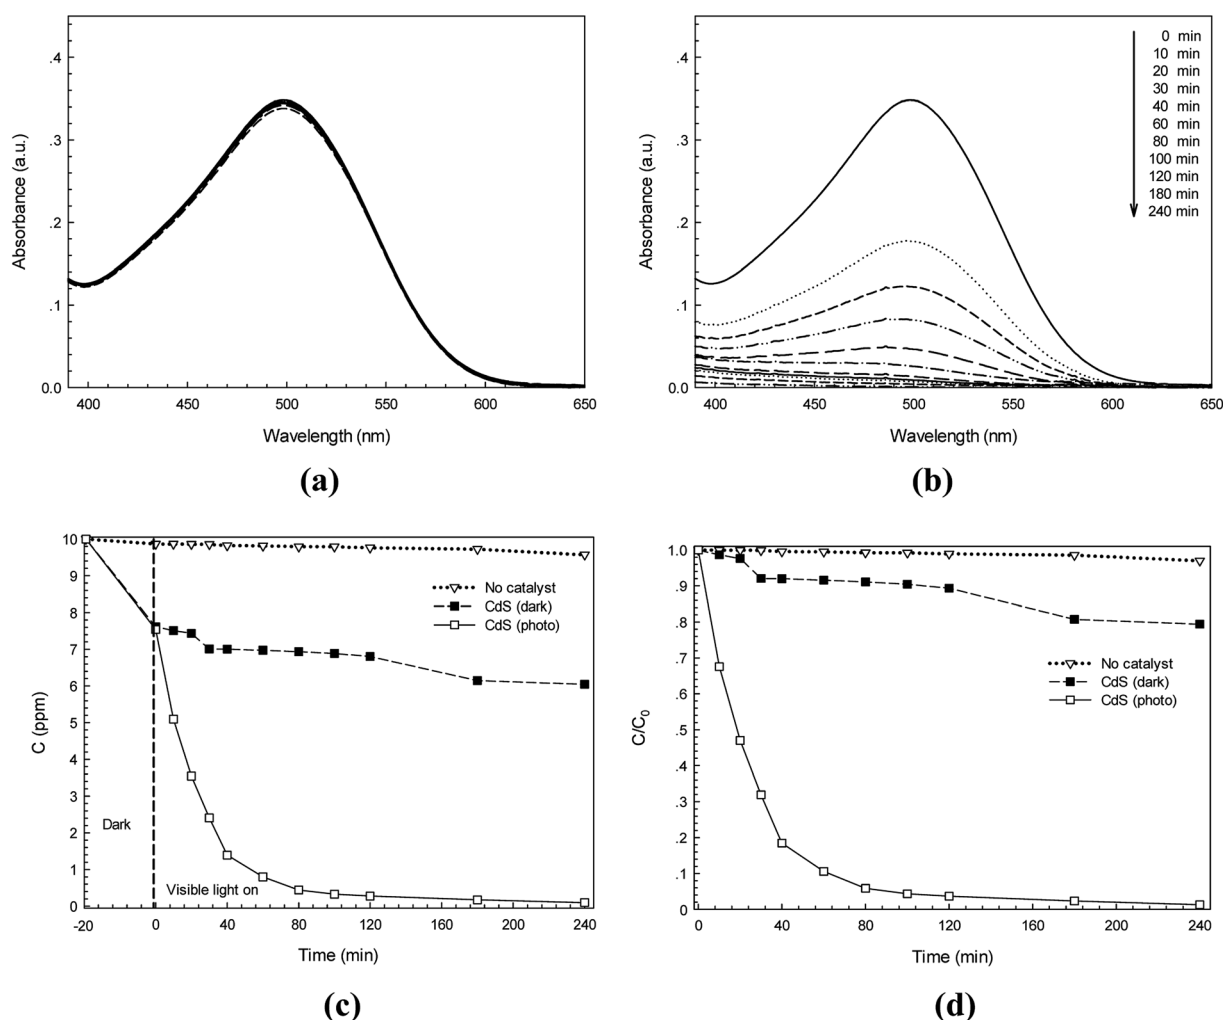 .4
.3
.2
.1
0.0
Absorbance (a.u.)
400 450 500 550 600 650
Wavelength (nm)
(a)
.4
.3
.2
.1
0.0
Absorbance (a.u.)
0 min
10 min
20 min
30 min
40 min
60 min
80 min
100 min
120 min
180 min
240 min
400 450 500 550 600 650
Wavelength (nm)
(b)
10
9
8
7
6
5
4
3
2
1
0
C (ppm)
No catalyst
CdS (dark)
CdS (photo)
Dark
Visible light on
-20 0 40 80 120 160 200 240
Time (min)
(c)
1.0
.9
.8
.7
.6
.5
.4
.3
.2
.1
0
C/C0
No catalyst
CdS (dark)
CdS (photo)
0 40 80 120 160 200 240
Time (min)
(d)